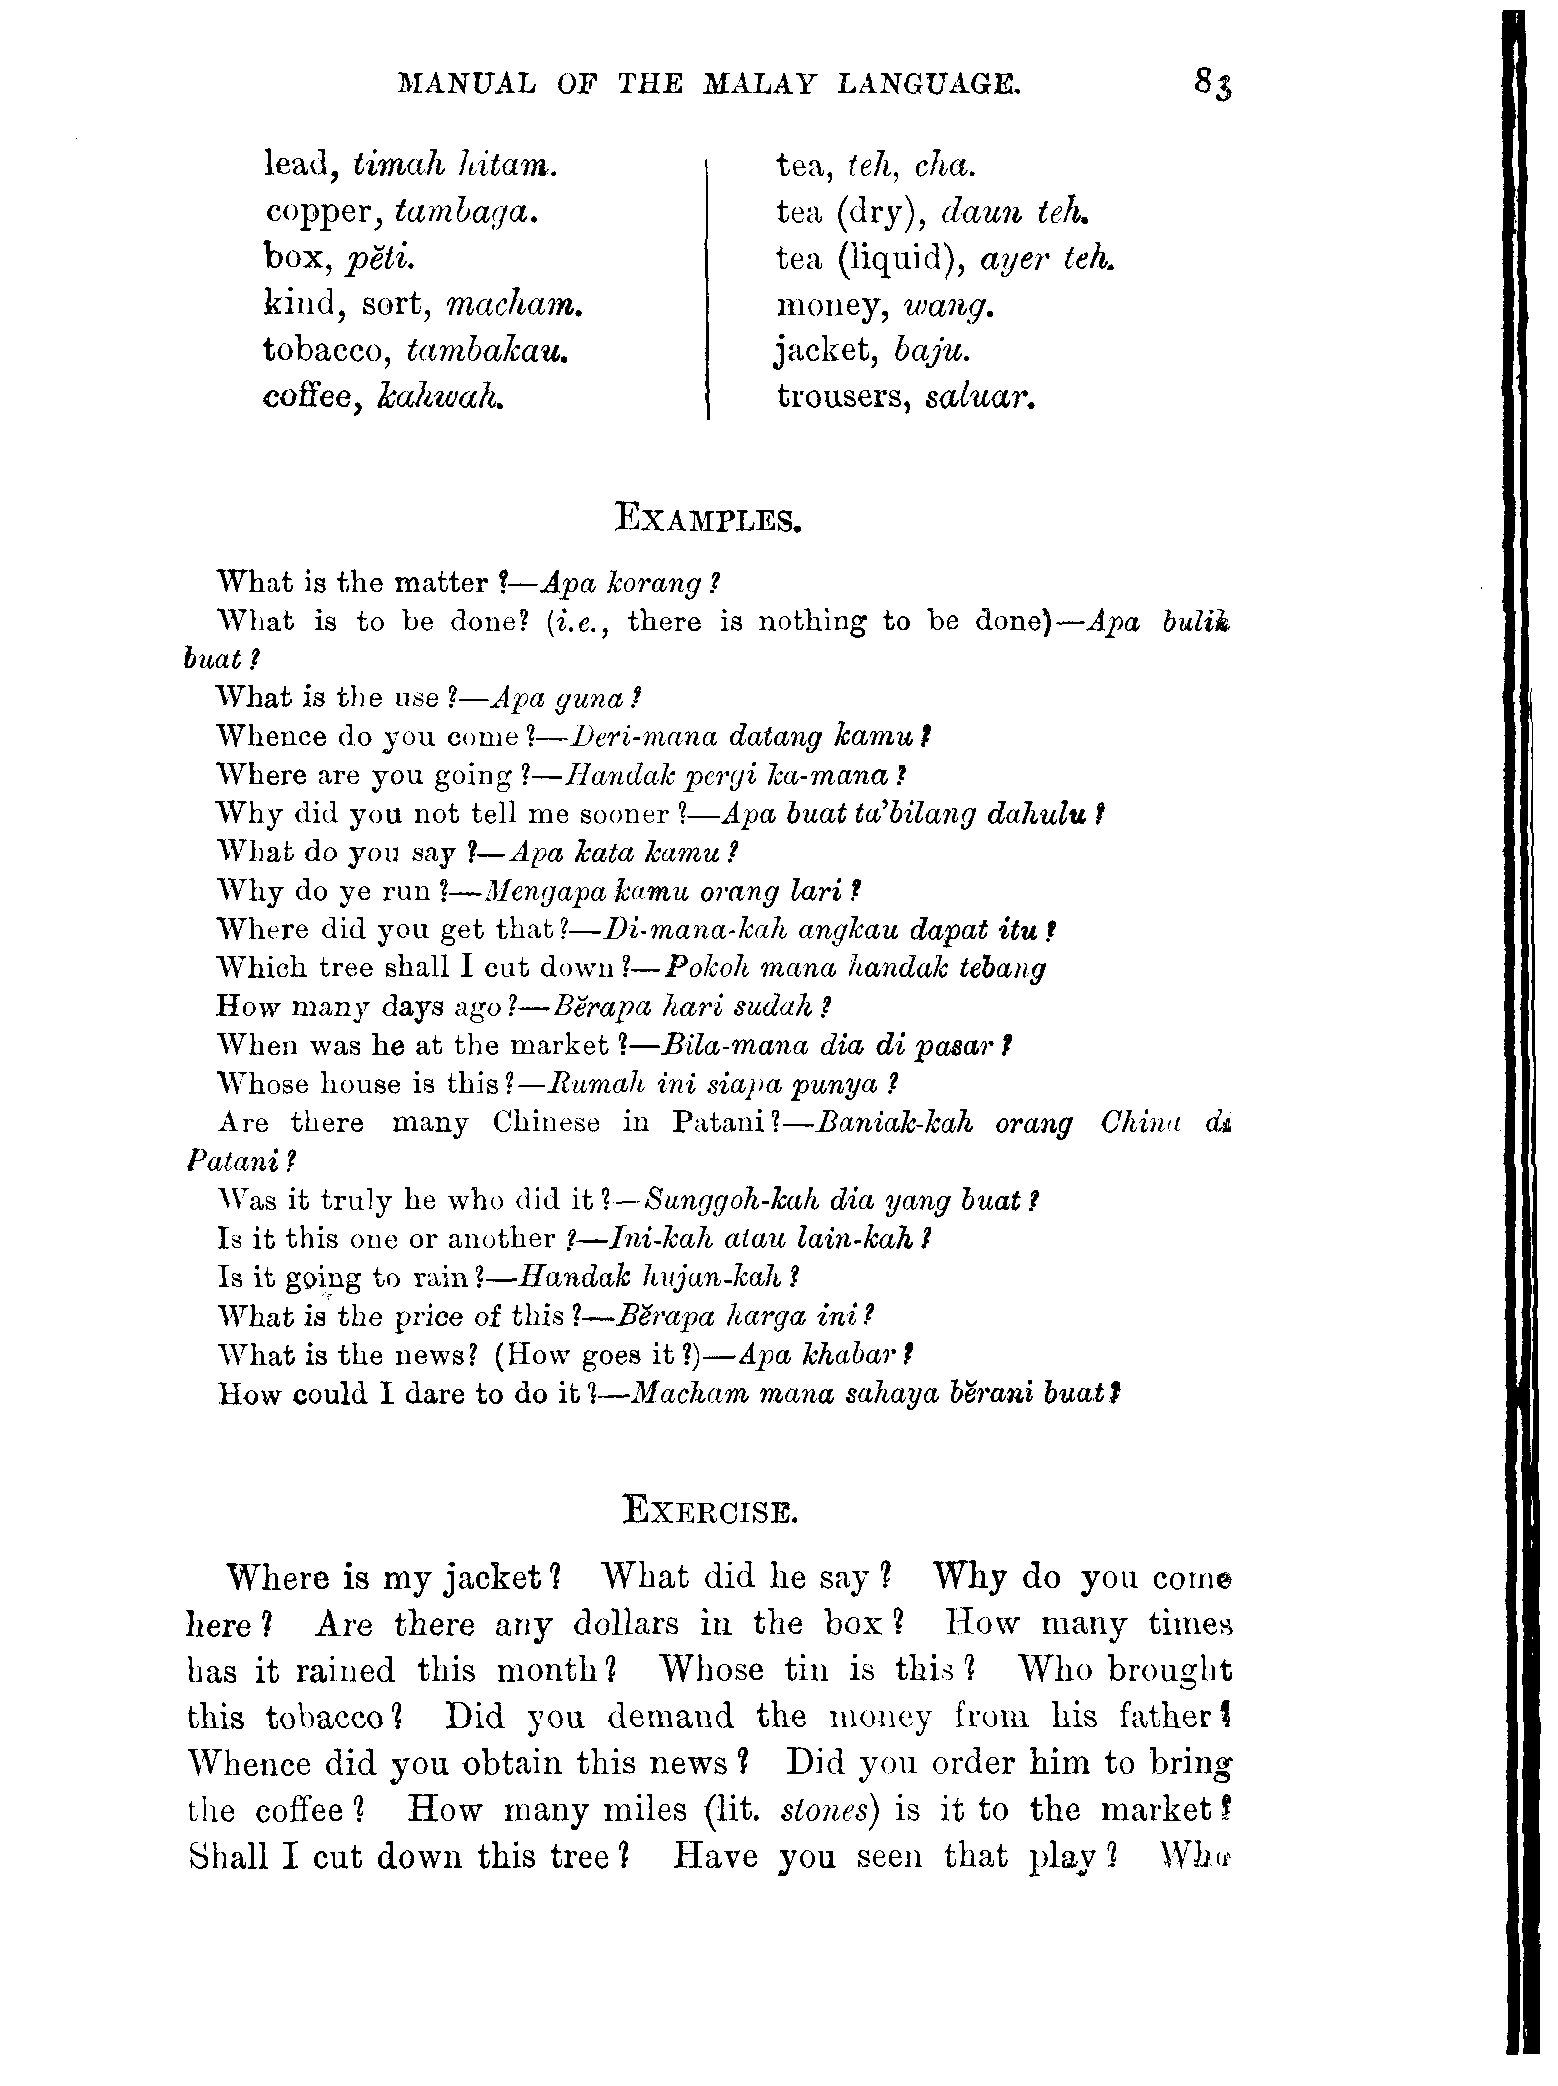 MANUAL OF THE MALAY LANGUAGE. 83
lead, timah hitam.
copper, tambaga.
box, pĕti.
kind, sort, macham.
tobacco, tambakau.
coffee, kahwah.
tea, teh, cha.
tea (dry), daun teh.
tea (liquid), ayer teh.
money, wang.
jacket, baju.
trousers, saluar.
EXAMPLES.
What is the matter ?—Apa korang ?
What is to be done? (i.e., there is nothing to be done)—Apa bulih
buat ?
What is the use ?—Apa guna ?
Whence do you come ?—Deri-mana datang kamu ?
Where are you going ?—Handak pergi ka-mana ?
Why did you not tell me sooner ?—Apa buat ta'bilang dahulu ?
What do you say ?—Apa kata kamu ?
Why do ye run ?—Mengapa kamu orang lari ?
Where did you get that?—Di-mana-kah angkau dapat itu ?
Which tree shall I cut down ?—Pokoh mana handak tebang
How many days ago ?—Bĕrapa hari sudah ?
When was he at the market ?—Bila-mana dia di pasar ?
Whose house is this ?—Rumah ini siapa punya ?
Are there many Chinese in Patani ?—Baniak-kah orang China di
Patani ?
Was it truly he who did it ?—Sunggoh-kah dia yang buat ?
Is it this one or another ?—Ini-kah atau lain-kah ?
Is it going to rain ?—Handak hujan-kah ?
What is the price of this ?—Bĕrapa harga ini ?
What is the news? (How goes it ?)—Apa khabar ?
How could I dare to do it ?—Macham mana sahaya bĕrani buat ?
EXERCISE.
Where is my jacket ? What did he say ? Why do you come
here ? Are there any dollars in the box ? How many times
has it rained this month ? Whose tin is this ? Who brought
this tobacco ? Did you demand the money from his father ?
Whence did you obtain this news ? Did you order him to bring
the coffee ? How many miles (lit. stones) is it to the market ?
Shall I cut down this tree ? Have you seen that play ?